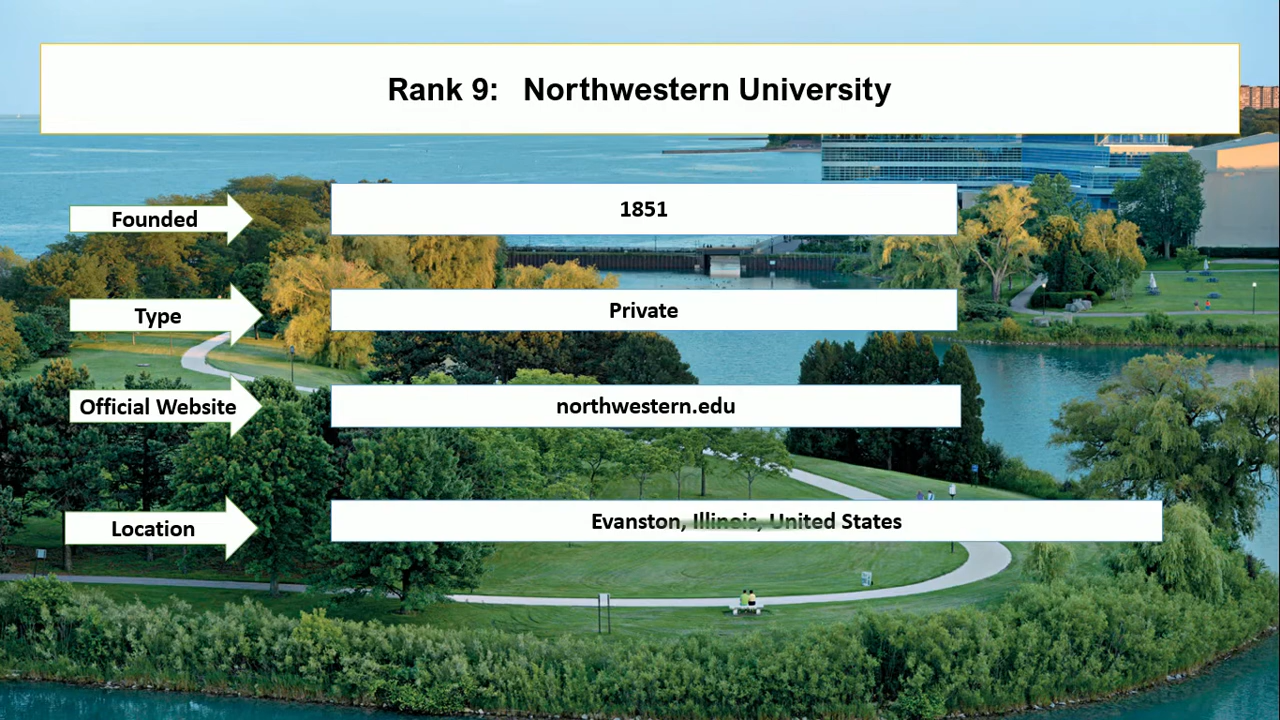 Rank 9: Northwestern University
Founded
1851
Type
Private
Official Website
northwestern.edu
Location
Evanston, Illinois, United States